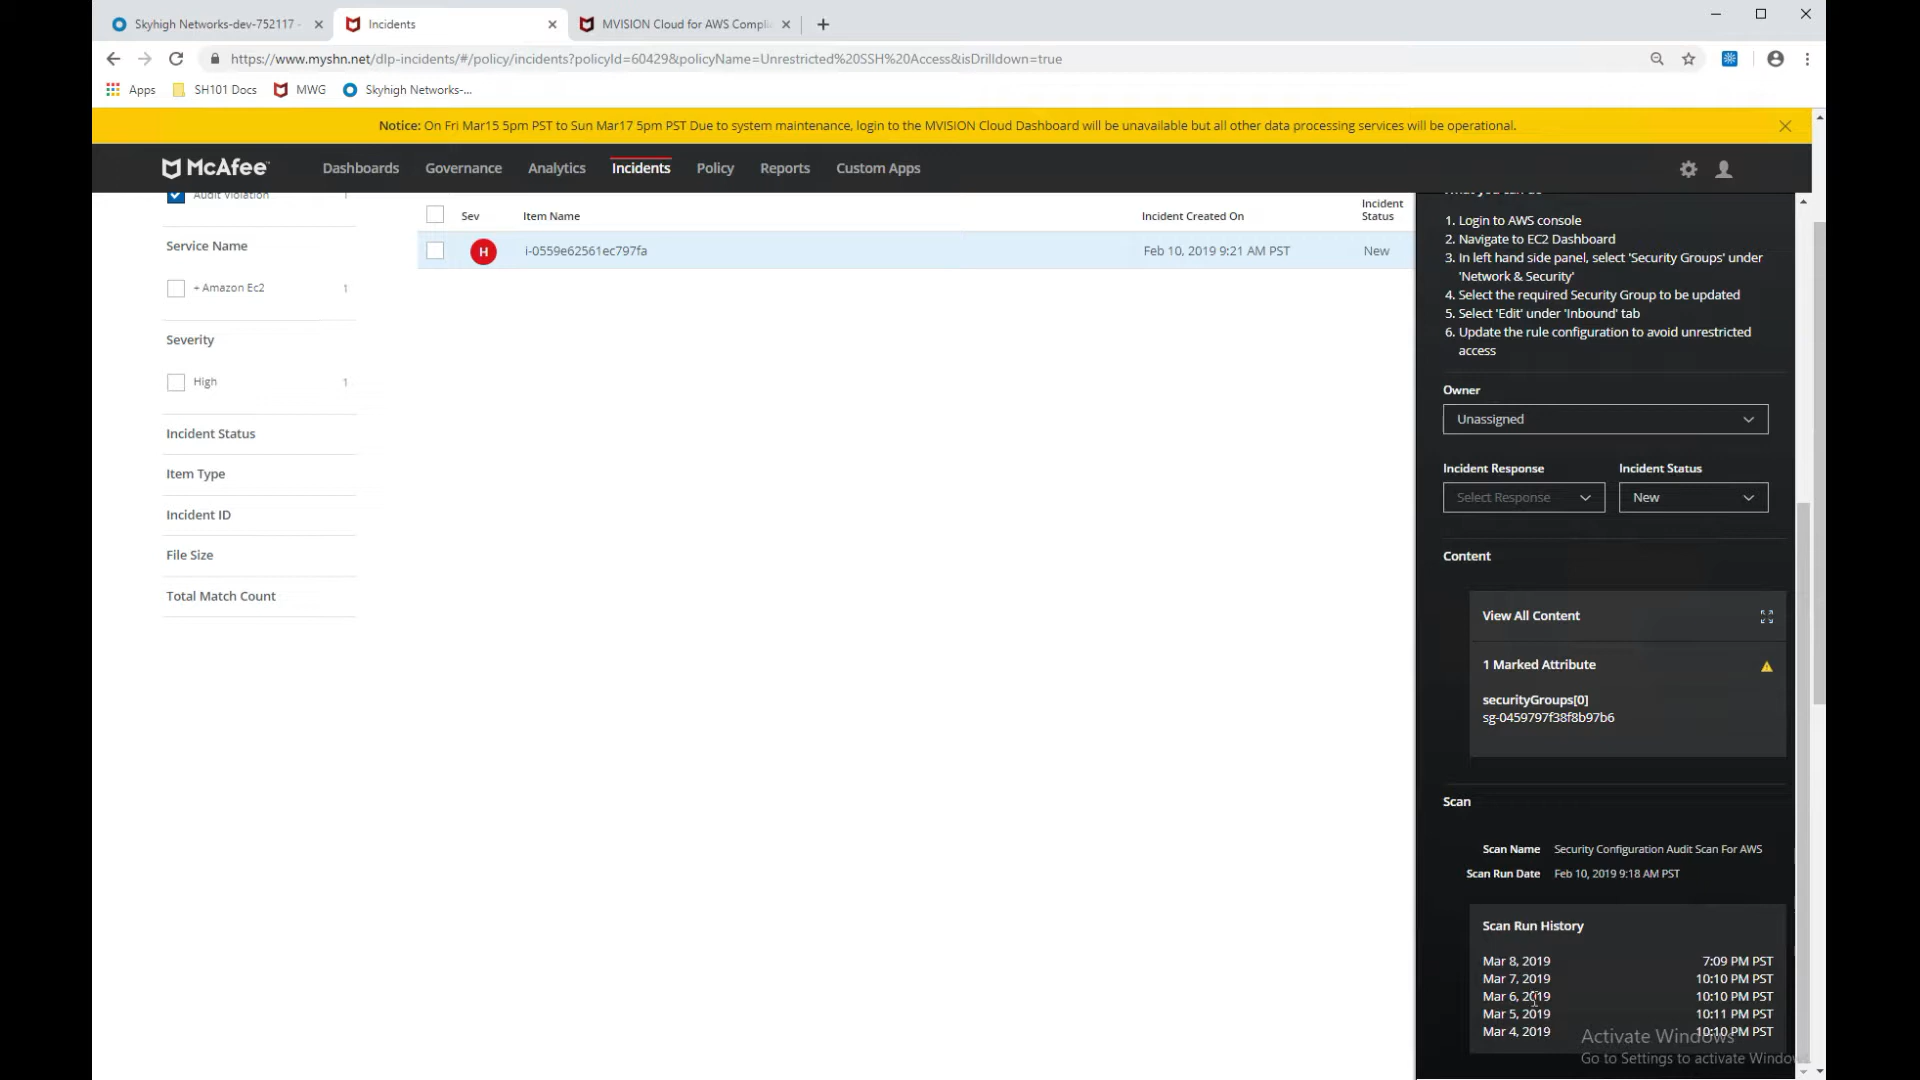 Skyhigh Networks-dev-752117 -
Incidents
MVISION Cloud for AWS Compli
https://www.myshn.net/dlp-incidents/#/policy/incidents?policyId=60429&policyName=Unrestricted%20SSH%20Access&isDrilldown=true
Apps
SH101 Docs
MWG
Skyhigh Networks-...
Notice: On Fri Mar15 5pm PST to Sun Mar17 5pm PST Due to system maintenance, login to the MVISION Cloud Dashboard will be unavailable but all other data processing services will be operational.
McAfee™
Dashboards
Governance
Analytics
Incidents
Policy
Reports
Custom Apps
Audit Violation 1
Service Name
+ Amazon Ec2 1
Severity
High 1
Incident Status
Item Type
Incident ID
File Size
Total Match Count
Sev
Item Name
Incident Created On
Incident
Status
H
i-0559e62561ec797fa
Feb 10, 2019 9:21 AM PST
New
What you can do
1. Login to AWS console
2. Navigate to EC2 Dashboard
3. In left hand side panel, select 'Security Groups' under
'Network & Security'
4. Select the required Security Group to be updated
5. Select 'Edit' under 'Inbound' tab
6. Update the rule configuration to avoid unrestricted
access
Owner
Unassigned
Incident Response
Incident Status
Select Response
New
Content
View All Content
1 Marked Attribute
securityGroups[0]
sg-0459797f38f8b97b6
Scan
Scan Name Security Configuration Audit Scan For AWS
Scan Run Date Feb 10, 2019 9:18 AM PST
Scan Run History
Mar 8, 2019 7:09 PM PST
Mar 7, 2019 10:10 PM PST
Mar 6, 2019 10:10 PM PST
Mar 5, 2019 10:11 PM PST
Mar 4, 2019 10:10 PM PST
Activate Windows
Go to Settings to activate Windows